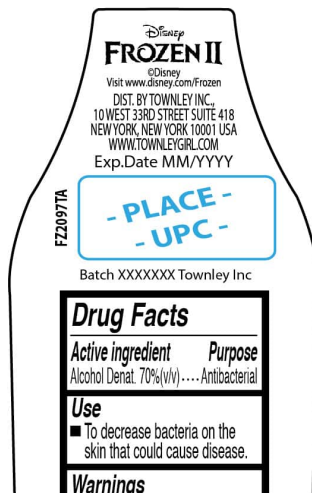 Disney
FROZEN II
©Disney
Visit www.disney.com/Frozen
DIST. BY TOWNLEY INC.,
10 WEST 33RD STREET SUITE 418
NEW YORK, NEW YORK 10001 USA
WWW.TOWNLEYGIRL.COM
Exp.Date MM/YYYY
FZ2097TA
- PLACE -
- UPC -
Batch XXXXXXX Townley Inc
Drug Facts
Active ingredient Purpose
Alcohol Denat. 70%(v/v)....Antibacterial
Use
■ To decrease bacteria on the
skin that could cause disease.
Warnings